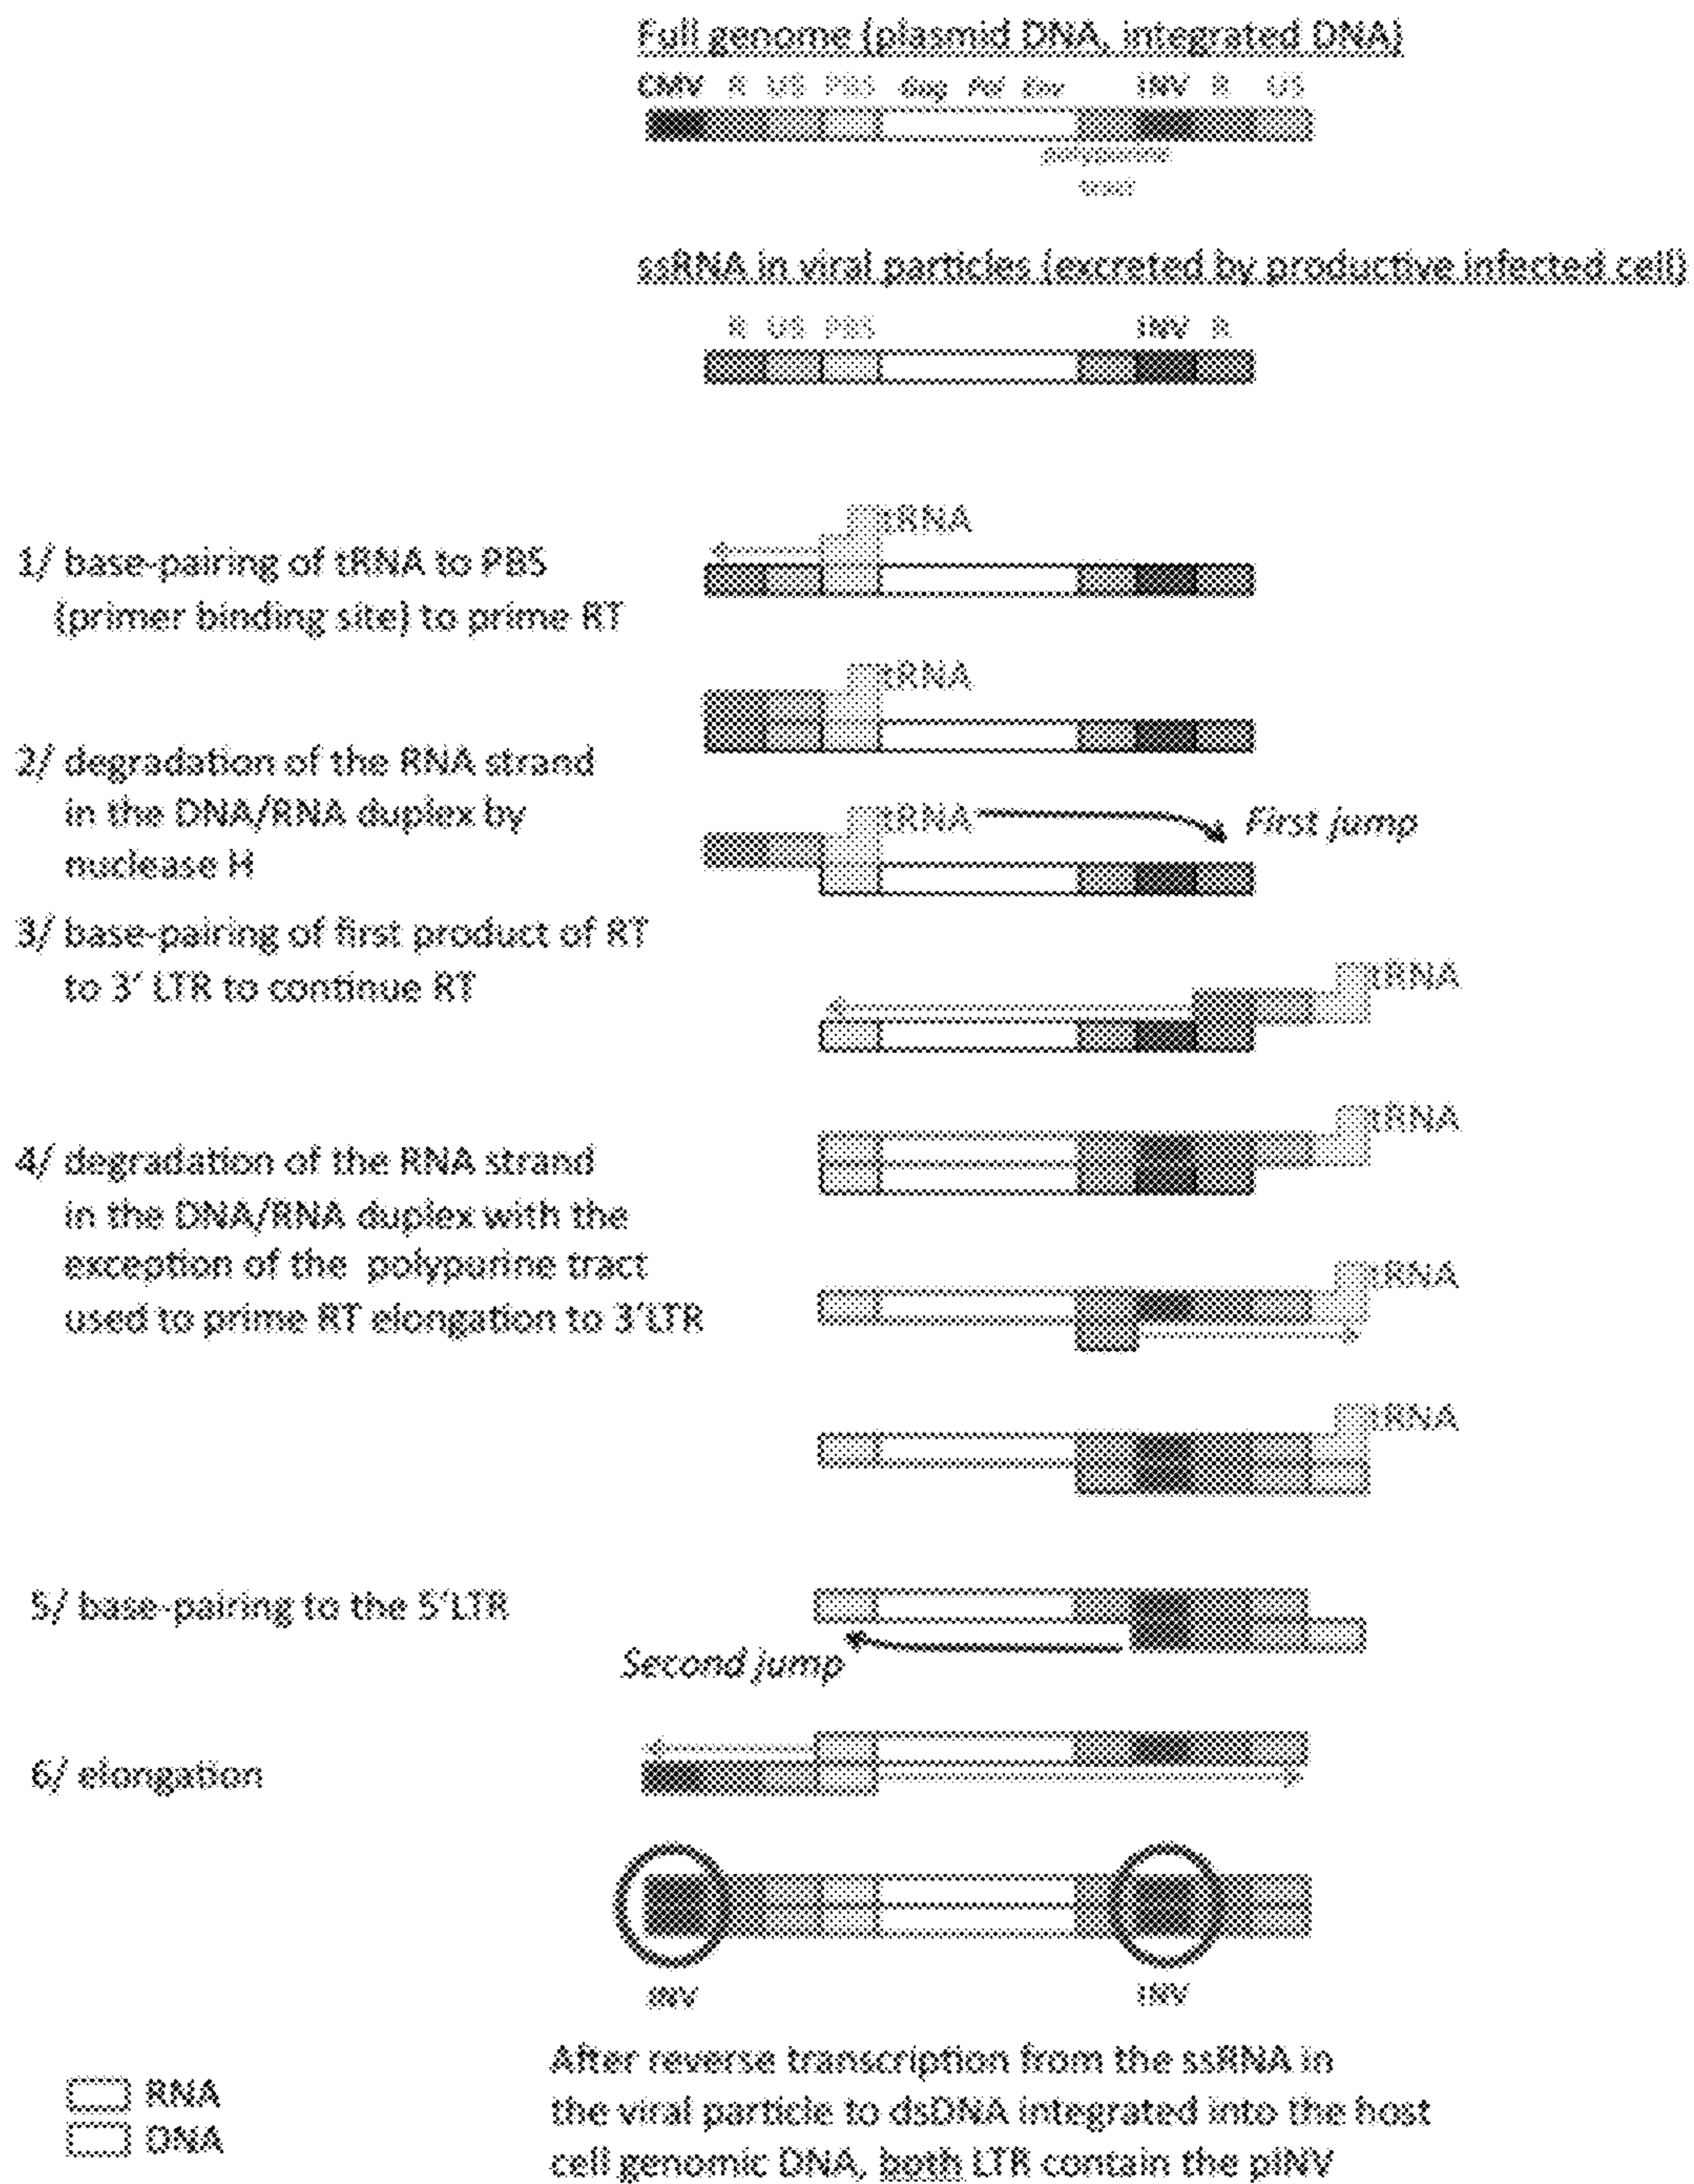 Full genome (plasmid DNA, integrated DNA)
CMV R U5 PBS Gag Pol Env INV R U5
polypurine
tract
ssRNA in viral particles (excreted by productive infected cell)
R U5 PBS INV R
tRNA
1/ base-pairing of tRNA to PBS
(primer binding site) to prime RT
tRNA
2/ degradation of the RNA strand
in the DNA/RNA duplex by
nuclease H
tRNA First jump
3/ base-pairing of first product of RT
to 3' LTR to continue RT
tRNA
tRNA
4/ degradation of the RNA strand
in the DNA/RNA duplex with the
exception of the polypurine tract
used to prime RT elongation to 3'LTR
tRNA
tRNA
5/ base-pairing to the 5'LTR
Second jump
6/ elongation
INV INV
RNA
DNA
After reverse transcription from the ssRNA in
the viral particle to dsDNA integrated into the host
cell genomic DNA, both LTR contain the piNV